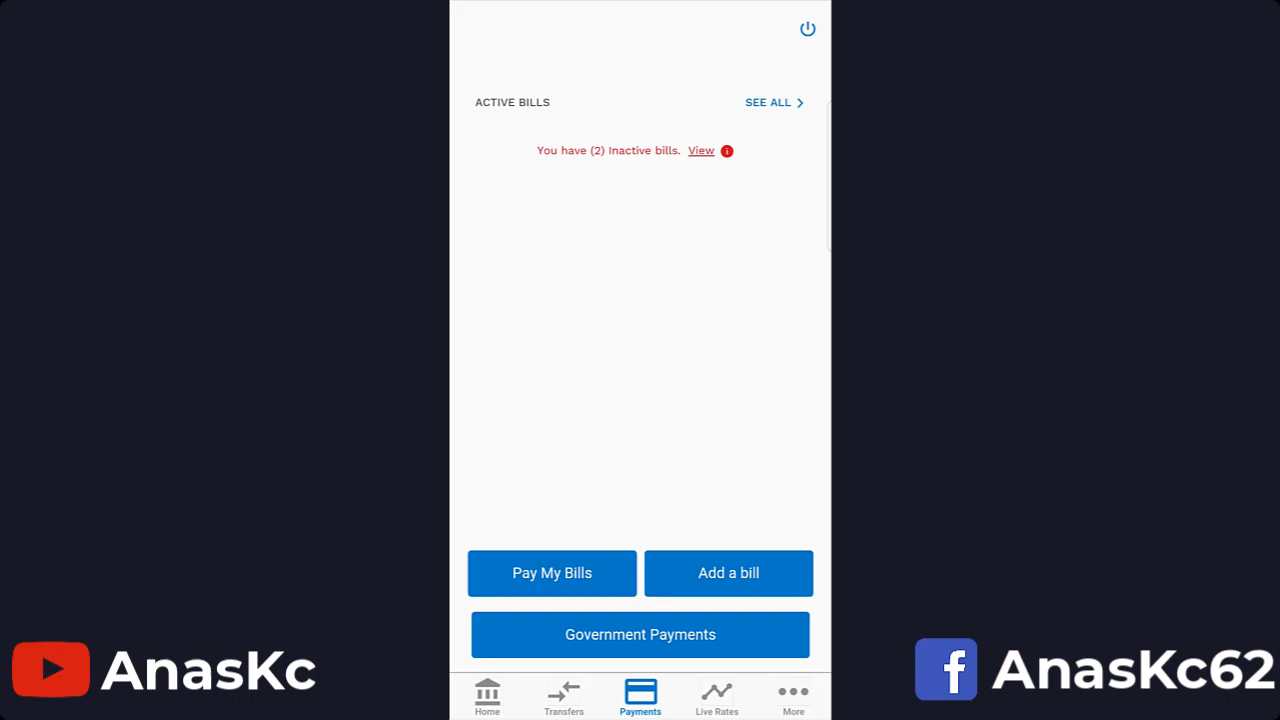 ACTIVE BILLS SEE ALL
You have (2) Inactive bills. View
Pay My Bills Add a bill
Government Payments
Home Transfers Payments Live Rates More
AnasKc
AnasKc62